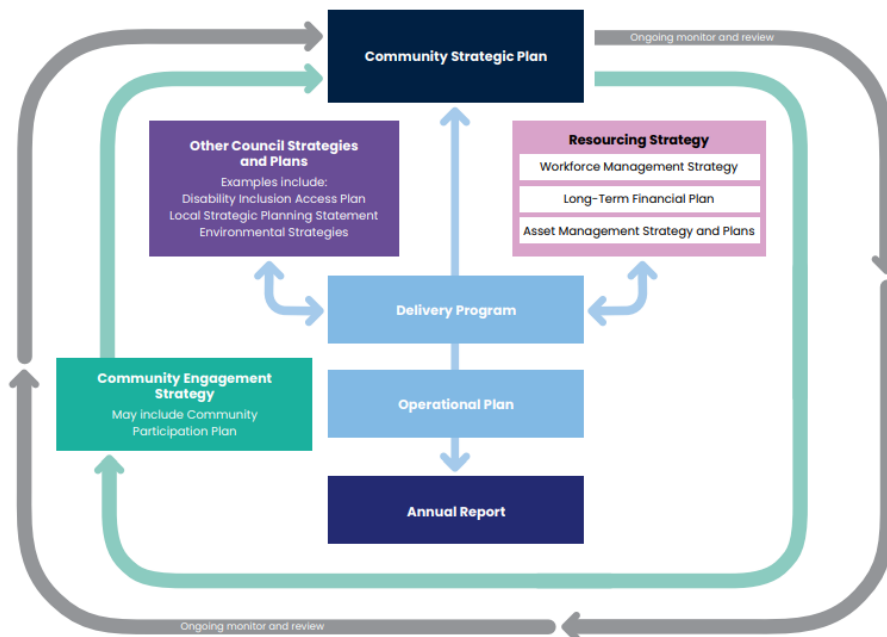 Community Strategic Plan
Ongoing monitor and review
Other Council Strategies
and Plans
Examples include:
Disability Inclusion Access Plan
Local Strategic Planning Statement
Environmental Strategies
Resourcing Strategy
Workforce Management Strategy
Long-Term Financial Plan
Asset Management Strategy and Plans
Delivery Program
Community Engagement
Strategy
May include Community
Participation Plan
Operational Plan
Annual Report
Ongoing monitor and review